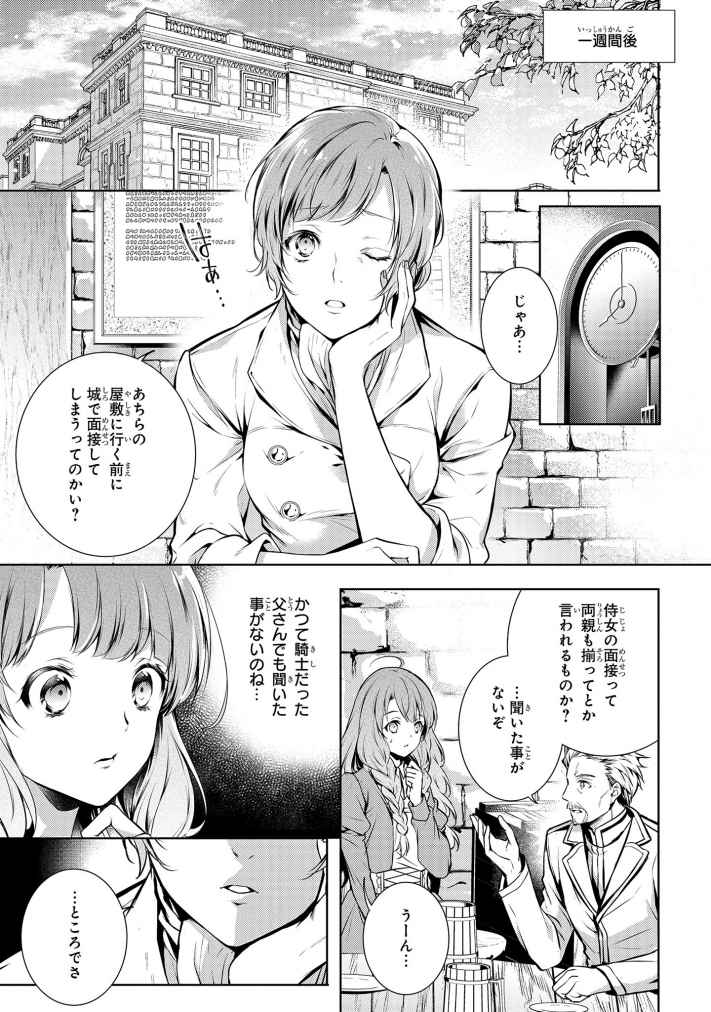 一週間後
じゃあ…
はあ…
あちらの
屋敷に行く前に
城で面接して
しまうってのかい？
侍女の面接って
両親も揃ってとか
言われるものか？
…聞いた事が
ないぞ
うーん…
かつて騎士だった
父さんでも聞いた
事がないのね…
…ところでさ